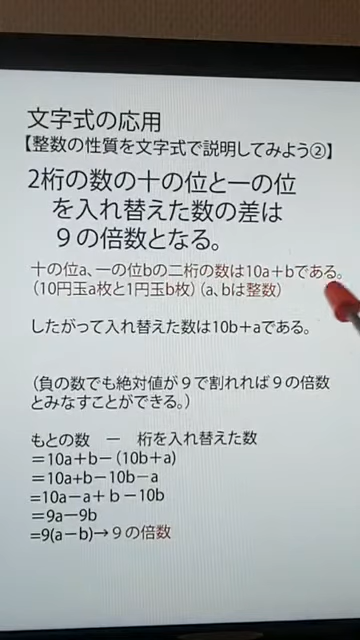 文字式の応用
【整数の性質を文字式で説明してみよう②】
2桁の数の十の位と一の位
を入れ替えた数の差は
９の倍数となる。
十の位a、一の位bの二桁の数は10a＋bである。
（10円玉a枚と1円玉b枚）（a、bは整数）
したがって入れ替えた数は10b＋aである。
（負の数でも絶対値が９で割れれば９の倍数
とみなすことができる。）
もとの数　ー　桁を入れ替えた数
＝10a＋b－（10b＋a）
＝10a+b－10b－a
=10a－a＋ｂ－10b
＝9a－9b
=9(a－b)→９の倍数